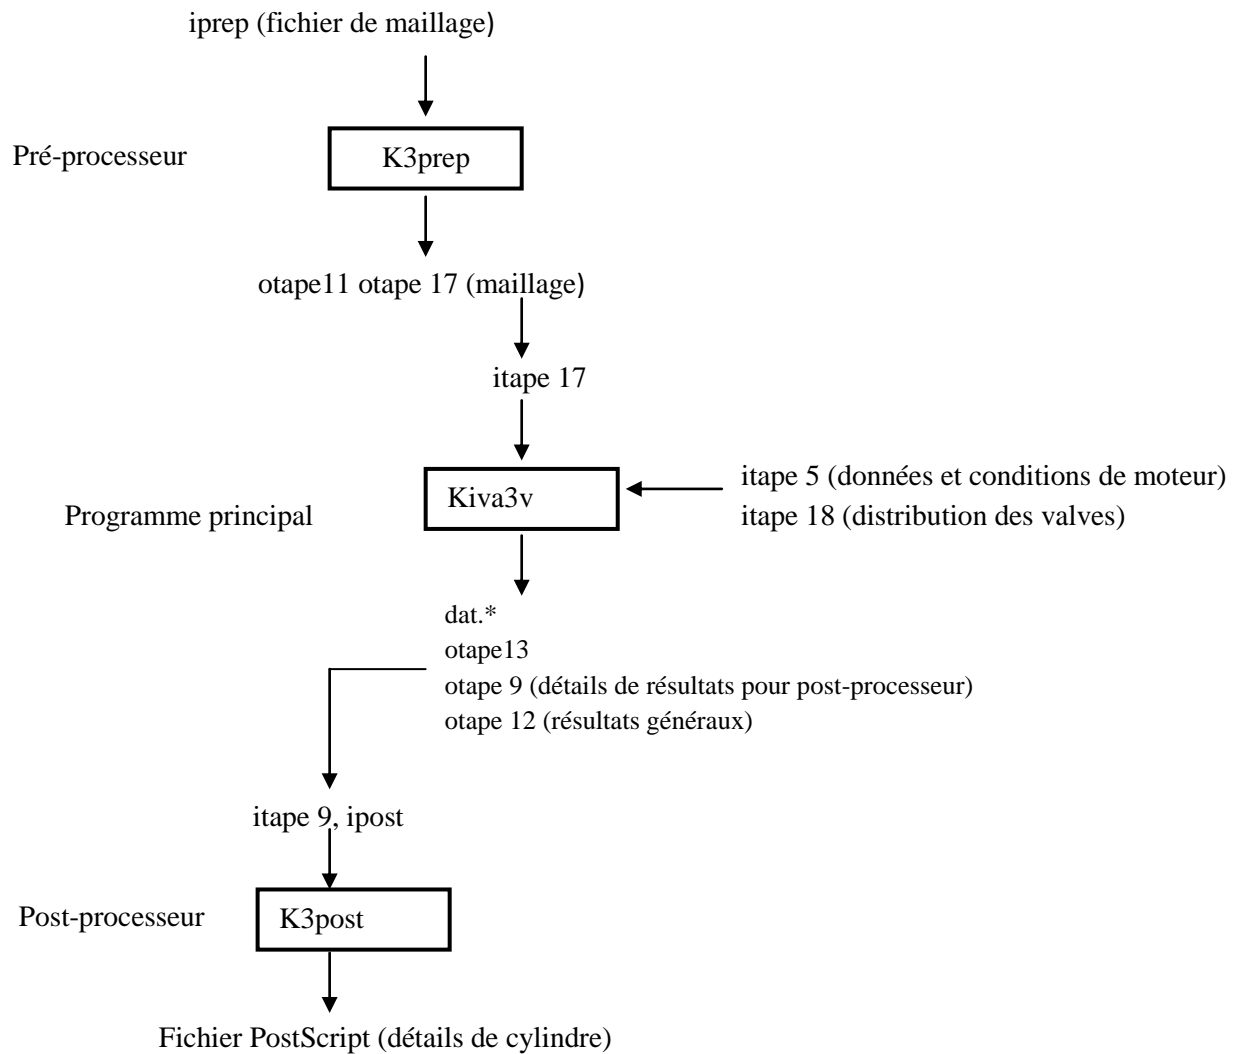 iprep (fichier de maillage)
Pré-processeur
K3prep
otape11 otape 17 (maillage)
itape 17
itape 5 (données et conditions de moteur)
Kiva3v
Programme principal
itape 18 (distribution des valves)
dat.*
otape13
otape 9 (détails de résultats pour post-processeur)
otape 12 (résultats généraux)
itape 9, ipost
Post-processeur
K3post
Fichier PostScript (détails de cylindre)